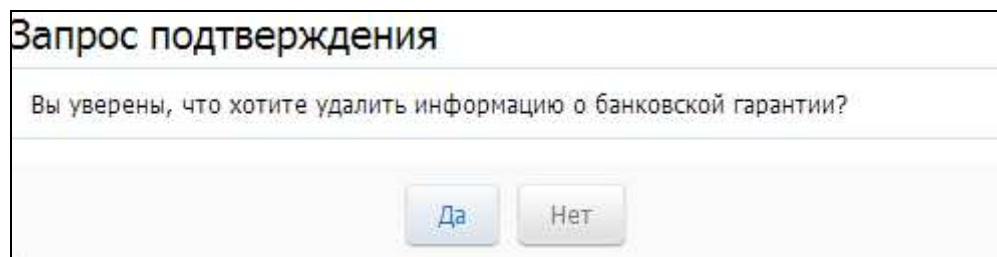 Запрос подтверждения
Вы уверены, что хотите удалить информацию о банковской гарантии?
Да Нет